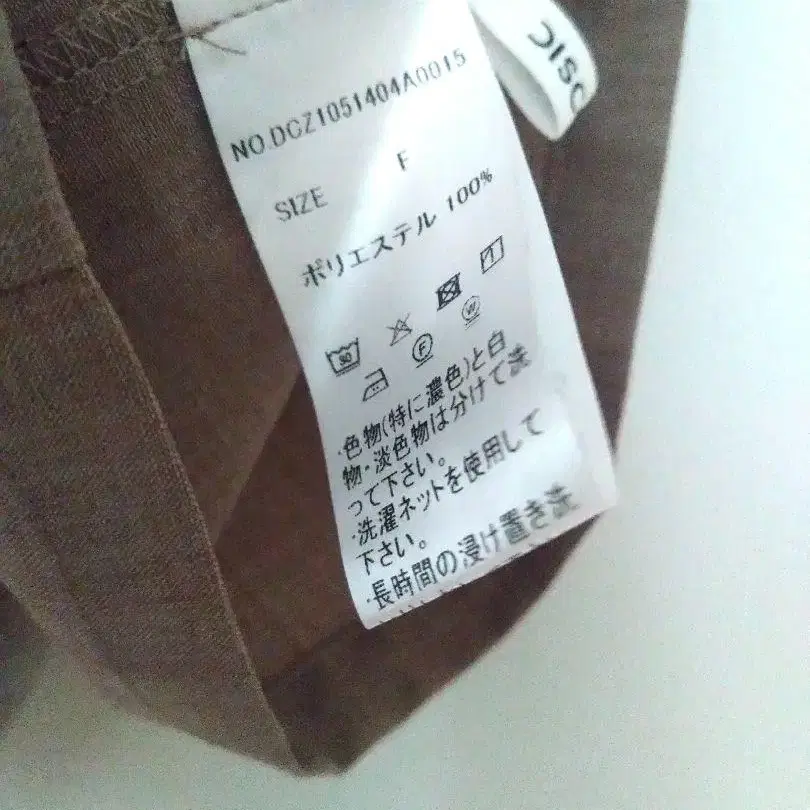 DISC
NO.DCZ1051404A0015
SIZE F
ポリエステル 100%
30
F W
・色物(特に濃色)と白
物・淡色物は分けて洗
って下さい。
・洗濯ネットを使用して
下さい。
・長時間の浸け置き洗